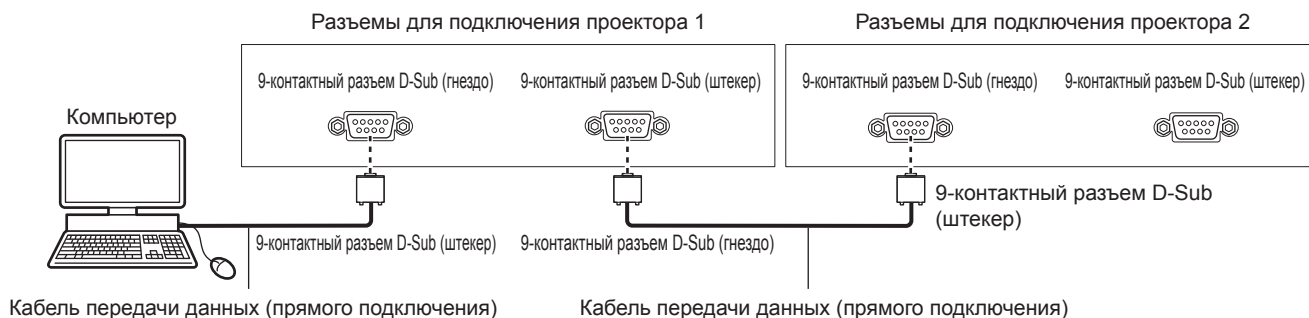 Разъемы для подключения проектора 1
Разъемы для подключения проектора 2
9-контактный разъем D-Sub (гнездо)
9-контактный разъем D-Sub (штекер)
9-контактный разъем D-Sub (гнездо)
9-контактный разъем D-Sub (штекер)
Компьютер
9-контактный разъем D-Sub
(штекер)
9-контактный разъем D-Sub (штекер)
9-контактный разъем D-Sub (гнездо)
Кабель передачи данных (прямого подключения)
Кабель передачи данных (прямого подключения)